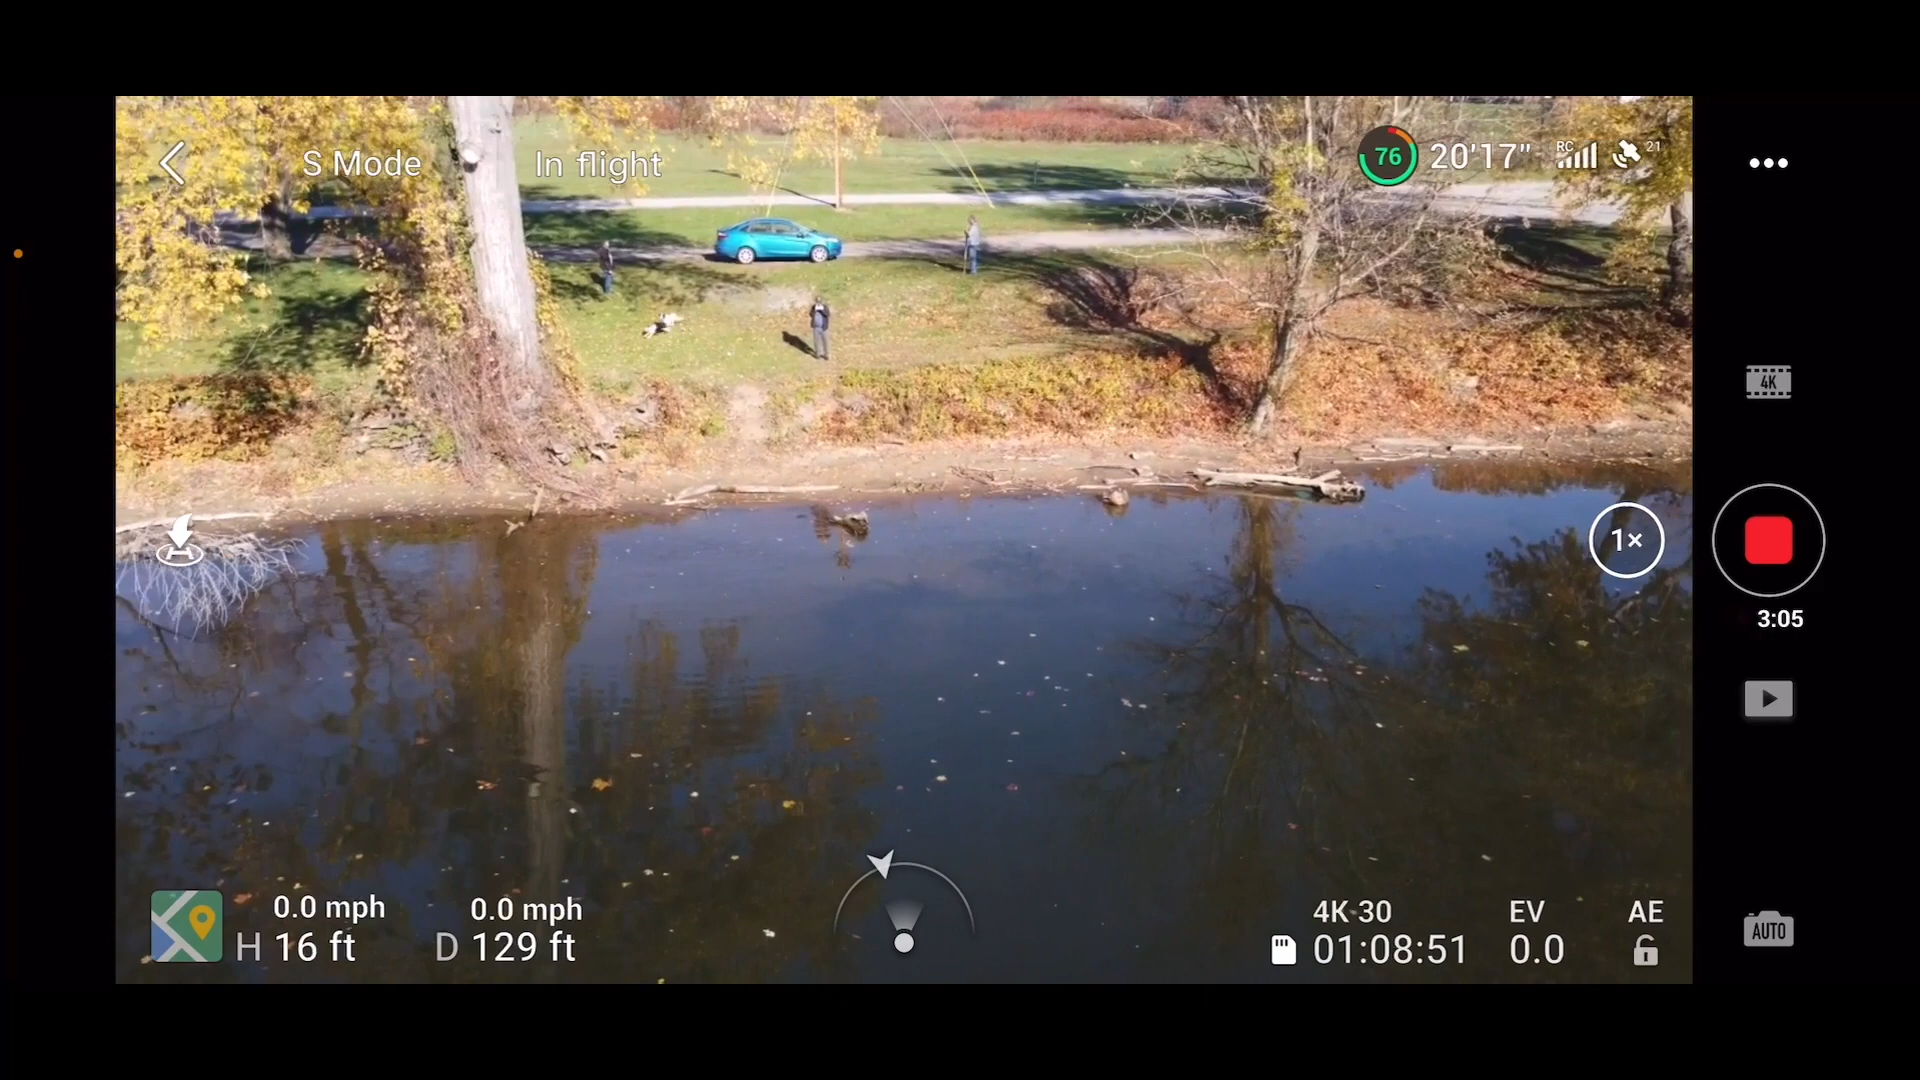 S Mode
In flight
76
20'17"
RC
21
4K
1×
3:05
0.0 mph
0.0 mph
H 16 ft
D 129 ft
4K 30
EV
AE
01:08:51
0.0
AUTO